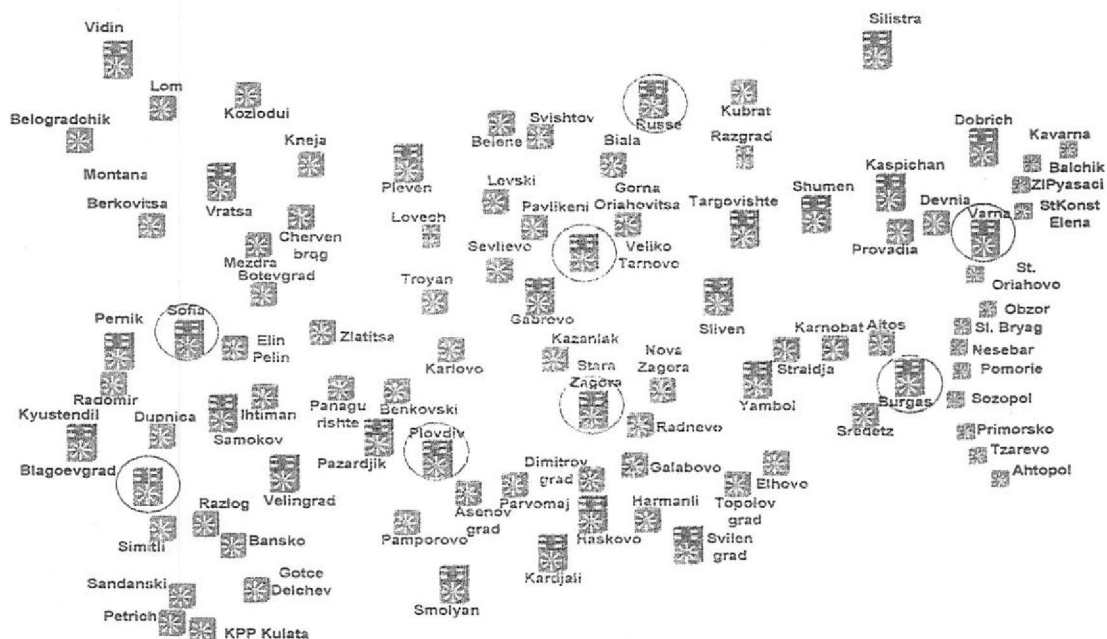 Vidin
Silistra
Lom
Kozlodui
Belogradchik
Kneja
Belene
Svishtov
Russe
Kubrat
Biala
Razgrad
Dobrich
Kavarna
Balchik
Montana
Vratsa
Pleven
Levski
Gorna
Oriahovitsa
Targovishte
Shumen
Kaspichan
ZIPyasaci
Berkovitsa
Cherven
brqg
Lovech
Pavlikeni
Devnia
Varna
StKonst
Elena
Mezdra
Sevlievo
Veliko
Tarnovo
Provadia
Botevgrad
Troyan
St.
Oriahovo
Sofia
Gabrovo
Sliven
Obzor
Pernik
Elin
Pelin
Zlatitsa
Karnobat
Aitos
Sl. Bryag
Karlovo
Kazanlak
Nova
Zagora
Straldja
Nesebar
Radomir
Stara
Zagora
Pomorie
Kyustendil
Dupnica
Ihtiman
Panagu
rishte
Benkovski
Yambol
Burgas
Sozopol
Samokov
Plovdiv
Radnevo
Sredetz
Primorsko
Blagoevgrad
Pazardjik
Dimitrov
grad
Galabovo
Elhovo
Tzarevo
Velingrad
Asenov
grad
Parvomaj
Harmanli
Topolov
grad
Ahtopol
Razlog
Simitli
Bansko
Pamporovo
Haskovo
Svilen
grad
Kardjali
Sandanski
Gotce
Delchev
Smolyan
Petrich
KPP Kulata